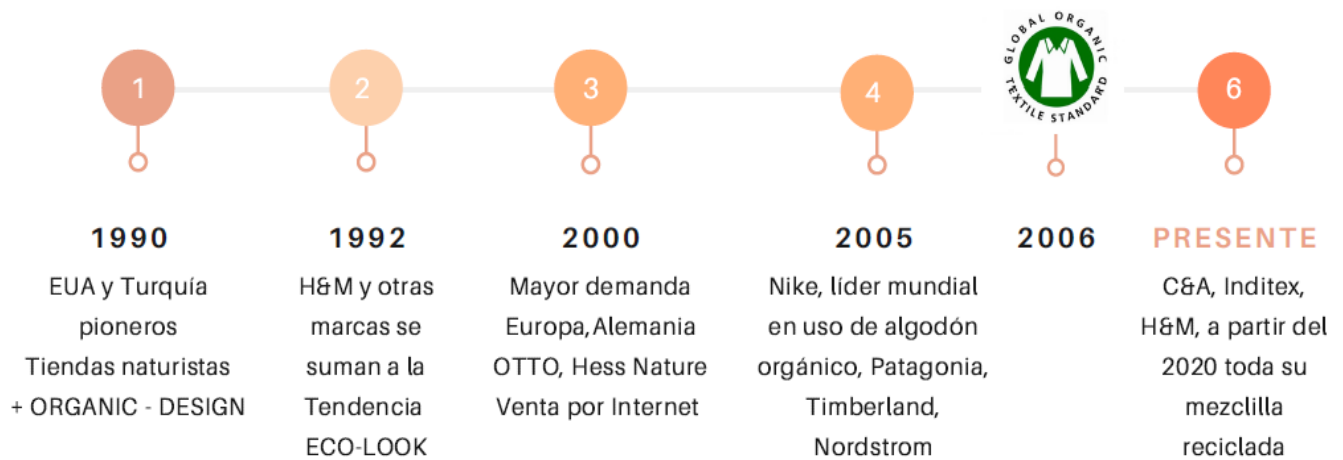 1
1990
EUA y Turquía
pioneros
Tiendas naturistas
+ ORGANIC - DESIGN
2
1992
H&M y otras
marcas se
suman a la
Tendencia
ECO-LOOK
3
2000
Mayor demanda
Europa, Alemania
OTTO, Hess Nature
Venta por Internet
4
2005
Nike, líder mundial
en uso de algodón
orgánico, Patagonia,
Timberland,
Nordstrom
GLOBAL ORGANIC
TEXTILE STANDARD
2006
6
PRESENTE
C&A, Inditex,
H&M, a partir del
2020 toda su
mezclilla
reciclada